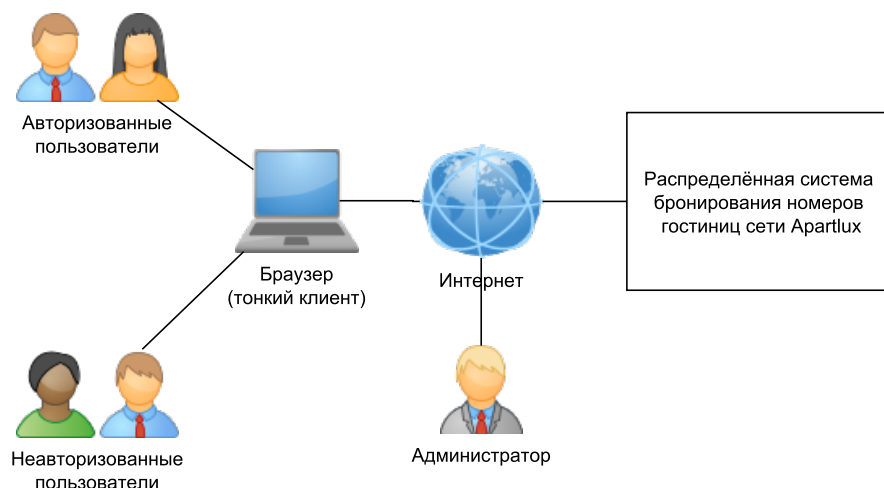 Авторизованные
пользователи
Браузер
(тонкий клиент)
Интернет
Распределённая система
бронирования номеров
гостиниц сети Apartlux
Неавторизованные
пользователи
Администратор